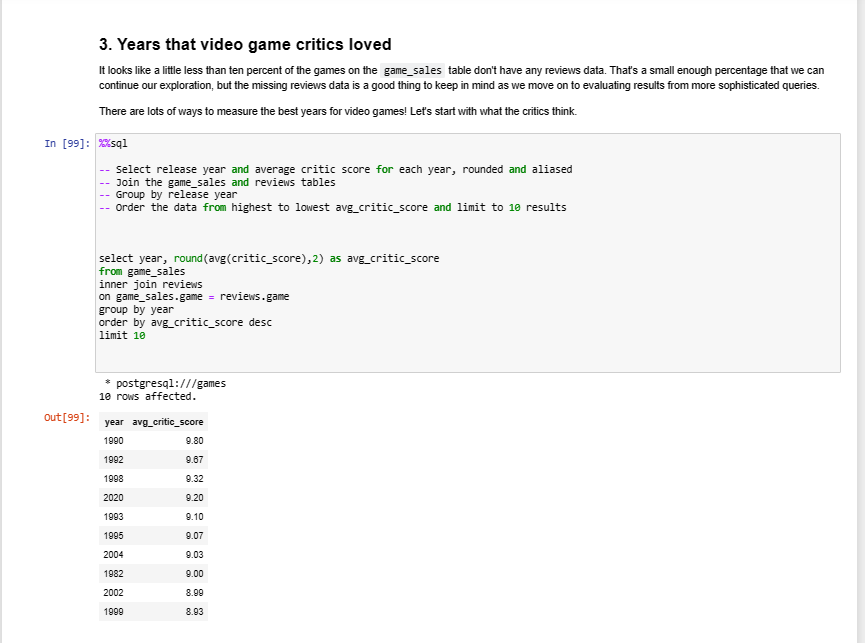 3. Years that video game critics loved
It looks like a little less than ten percent of the games on the game_sales table don't have any reviews data. That's a small enough percentage that we can
continue our exploration, but the missing reviews data is a good thing to keep in mind as we move on to evaluating results from more sophisticated queries.
There are lots of ways to measure the best years for video games! Let's start with what the critics think.
In [99]: %%sql
-- Select release year and average critic score for each year, rounded and aliased
-- Join the game_sales and reviews tables
-- Group by release year
-- Order the data from highest to lowest avg_critic_score and limit to 10 results
select year, round(avg(critic_score),2) as avg_critic_score
from game_sales
inner join reviews
on game_sales.game = reviews.game
group by year
order by avg_critic_score desc
limit 10
* postgresql:///games
10 rows affected.
Out[99]: year avg_critic_score
1990 9.80
1992 9.67
1998 9.32
2020 9.20
1993 9.10
1995 9.07
2004 9.03
1982 9.00
2002 8.99
1999 8.93